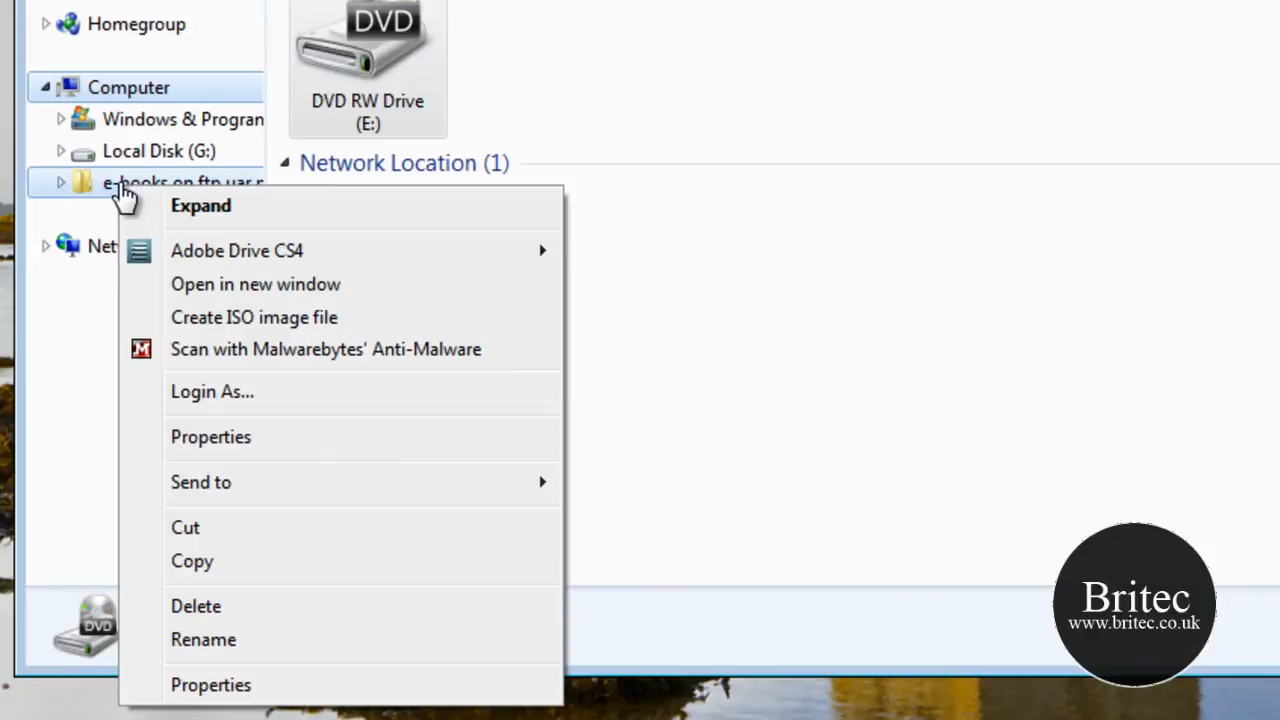 Homegroup
DVD
Computer
DVD RW Drive
(E:)
Windows & Program
Local Disk (G:)
Network Location (1)
e-books on ftp.uar.n
Expand
Net
Adobe Drive CS4
Open in new window
Create ISO image file
Scan with Malwarebytes' Anti-Malware
Login As...
Properties
Send to
Cut
Copy
Delete
Rename
Properties
DVD
Britec
www.britec.co.uk